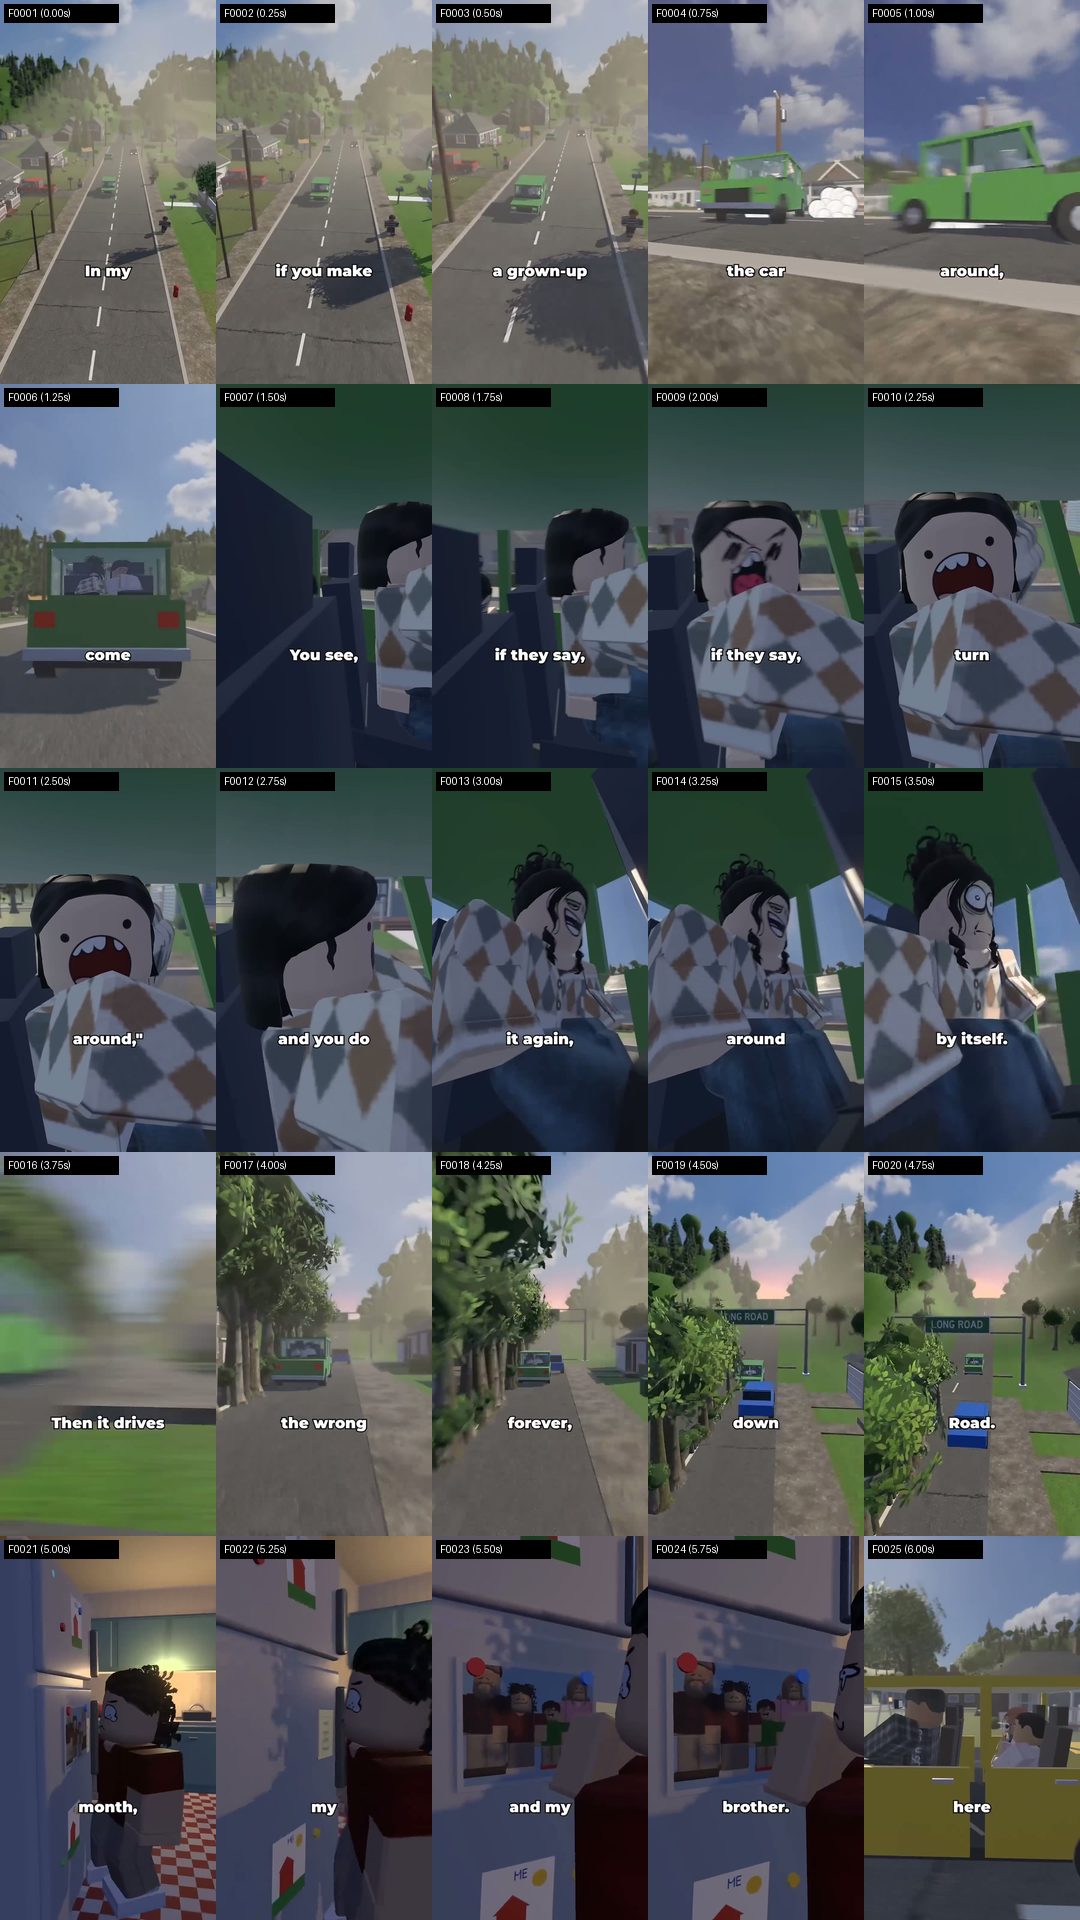 F0001 (0.00s)
In my
F0002 (0.25s)
if you make
F0003 (0.50s)
a grown-up
F0004 (0.75s)
the car
F0005 (1.00s)
around,
F0006 (1.25s)
come
F0007 (1.50s)
You see,
F0008 (1.75s)
if they say,
F0009 (2.00s)
if they say,
F0010 (2.25s)
turn
F0011 (2.50s)
around,"
F0012 (2.75s)
and you do
F0013 (3.00s)
it again,
F0014 (3.25s)
around
F0015 (3.50s)
by itself.
F0016 (3.75s)
Then it drives
F0017 (4.00s)
the wrong
F0018 (4.25s)
forever,
F0019 (4.50s)
NG ROAD
down
F0020 (4.75s)
LONG ROAD
Road.
F0021 (5.00s)
month,
F0022 (5.25s)
my
F0023 (5.50s)
and my
ME
F0024 (5.75s)
brother.
ME
F0025 (6.00s)
here